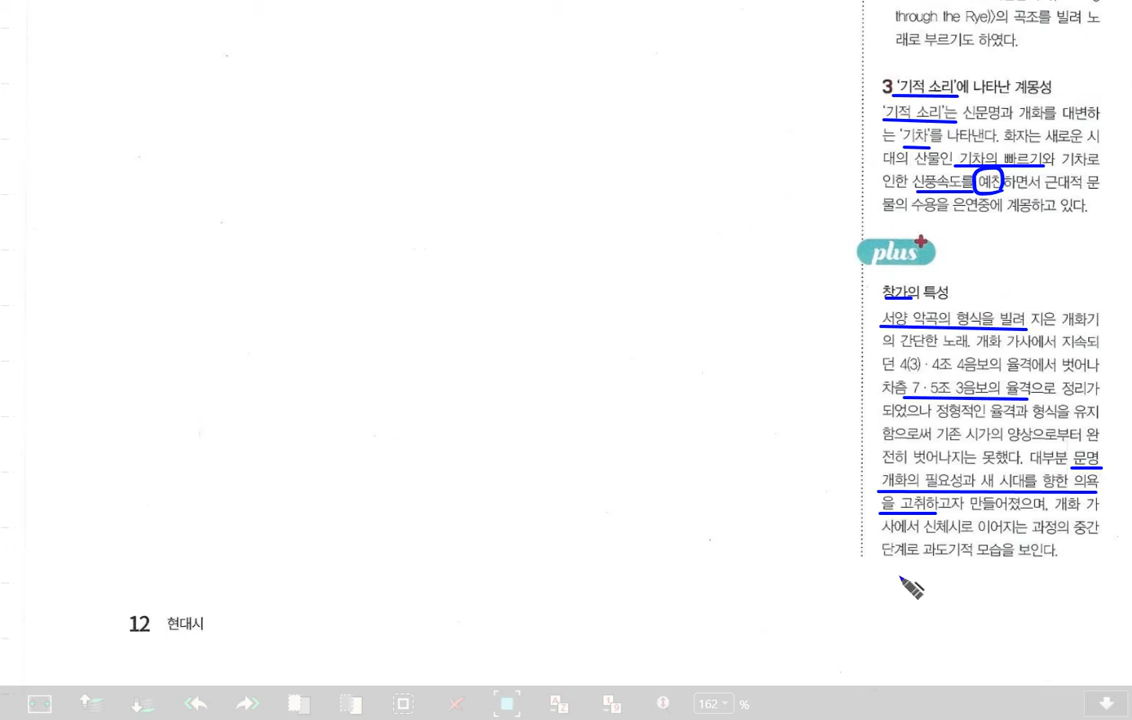 through the Rye)〉의 곡조를 빌려 노
래로 부르기도 하였다.
3 '기적 소리'에 나타난 계몽성
'기적 소리'는 신문명과 개화를 대변하
는 '기차'를 나타낸다. 화자는 새로운 시
대의 산물인 기차의 빠르기와 기차로
인한 신풍속도를 예찬하면서 근대적 문
물의 수용을 은연중에 계몽하고 있다.
plus+
창가의 특성
서양 악곡의 형식을 빌려 지은 개화기
의 간단한 노래. 개화 가사에서 지속되
던 4(3)·4조 4음보의 율격에서 벗어나
차츰 7·5조 3음보의 율격으로 정리가
되었으나 정형적인 율격과 형식을 유지
함으로써 기존 시가의 양상으로부터 완
전히 벗어나지는 못했다. 대부분 문명
개화의 필요성과 새 시대를 향한 의욕
을 고취하고자 만들어졌으며, 개화 가
사에서 신체시로 이어지는 과정의 중간
단계로 과도기적 모습을 보인다.
12 현대시
162 %